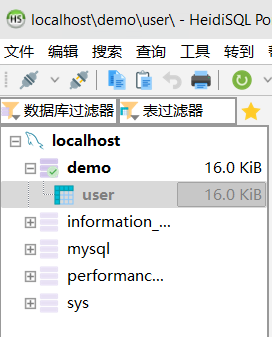 localhost\demo\user\ - HeidiSQL Po
文件 编辑 搜索 查询 工具 转到
数据库过滤器 表过滤器
localhost
demo 16.0 KiB
user 16.0 KiB
information_...
mysql
performanc...
sys